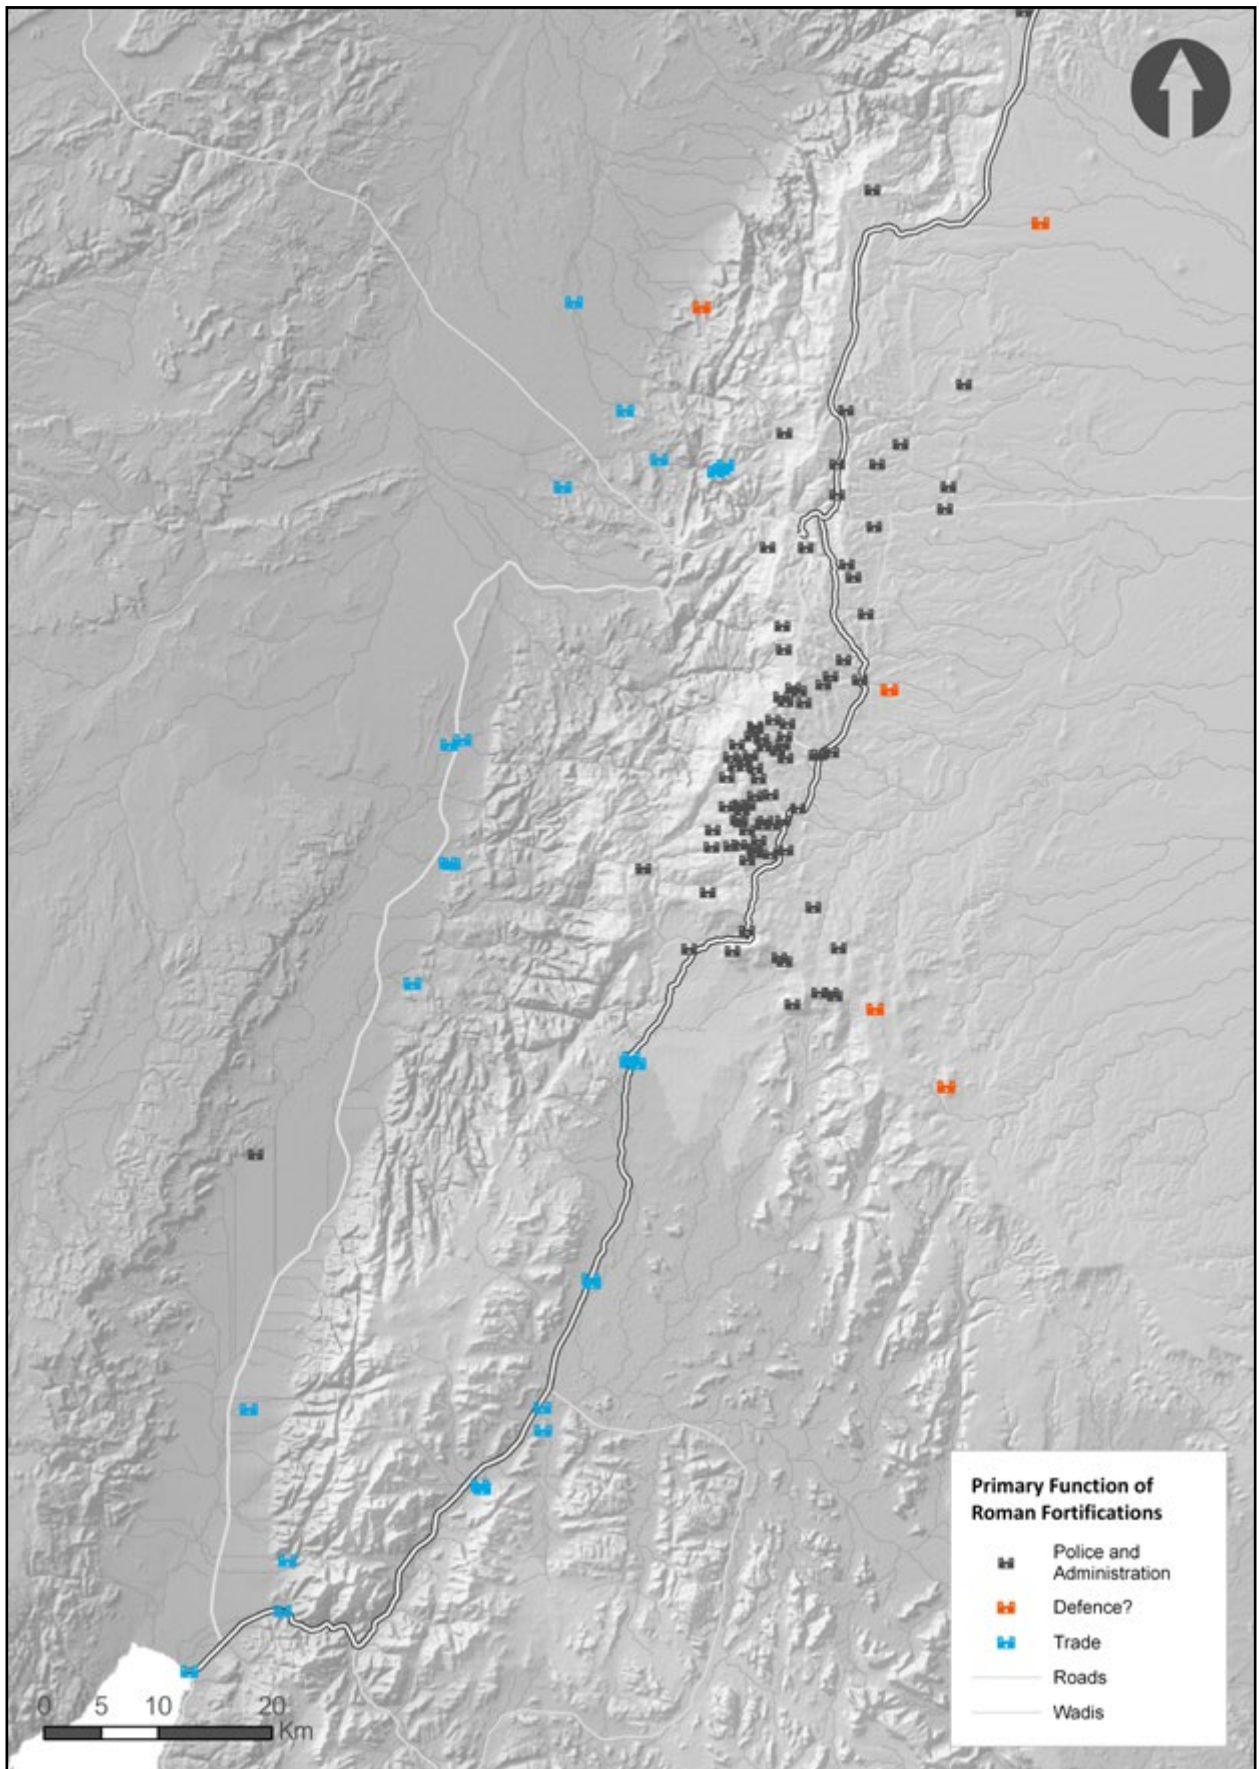 Primary Function of
Roman Fortifications
Police and
Administration
Defence?
Trade
Roads
Wadis
0 5 10 20
Km